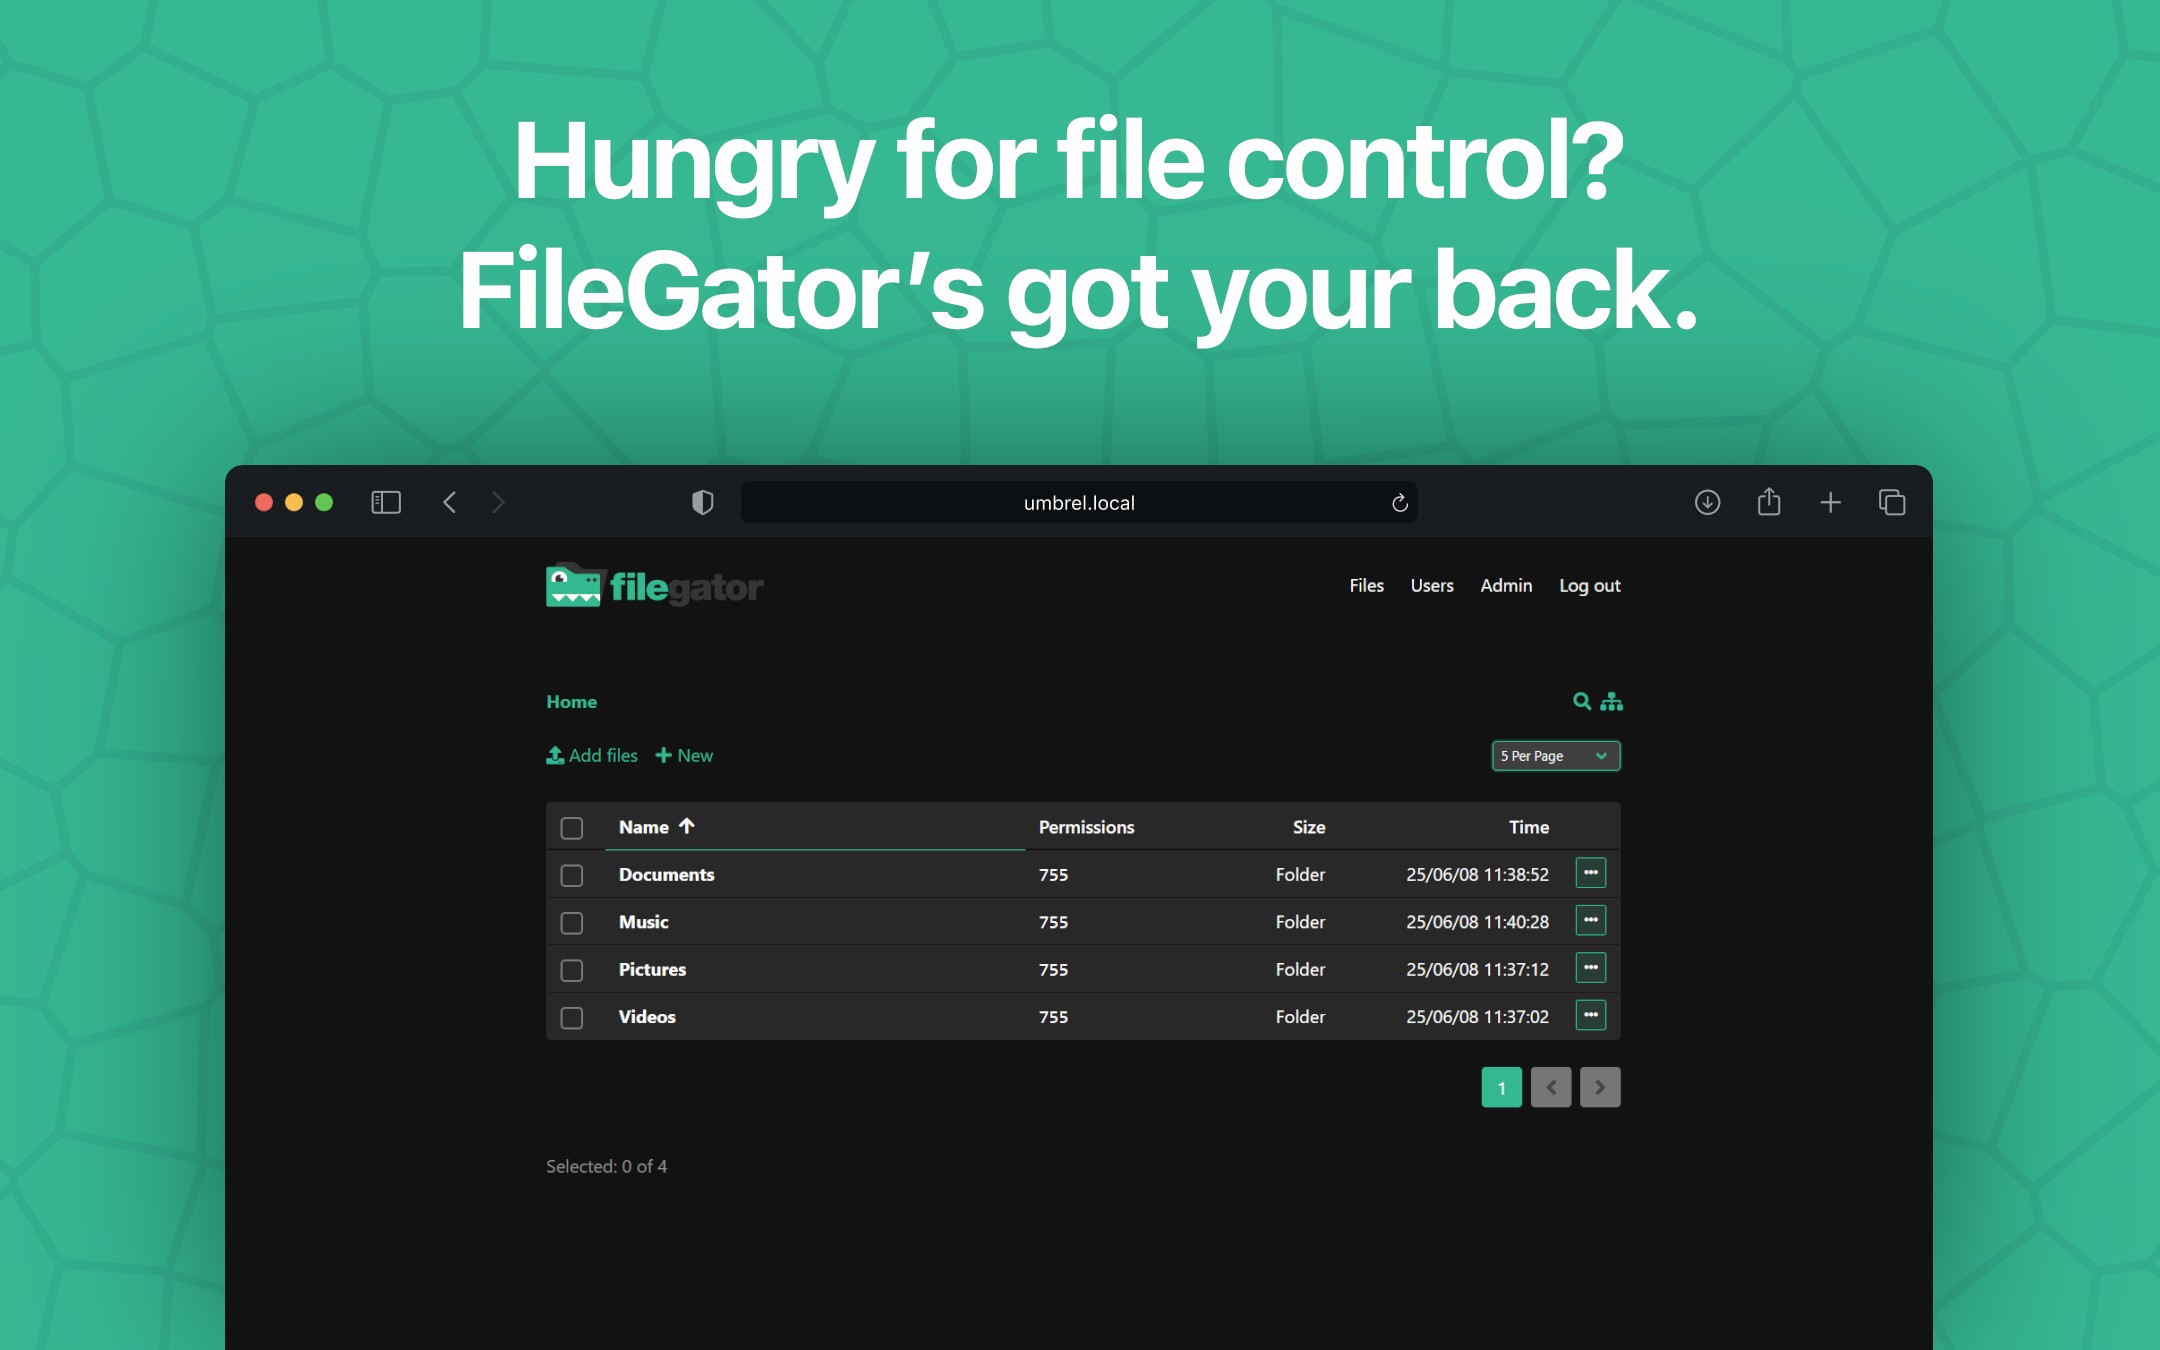 Hungry for file control?
FileGator’s got your back.
umbrel.local
filegator
Files Users Admin Log out
Home
Add files New
5 Per Page
Name Permissions Size Time
Documents 755 Folder 25/06/08 11:38:52
Music 755 Folder 25/06/08 11:40:28
Pictures 755 Folder 25/06/08 11:37:12
Videos 755 Folder 25/06/08 11:37:02
1
Selected: 0 of 4